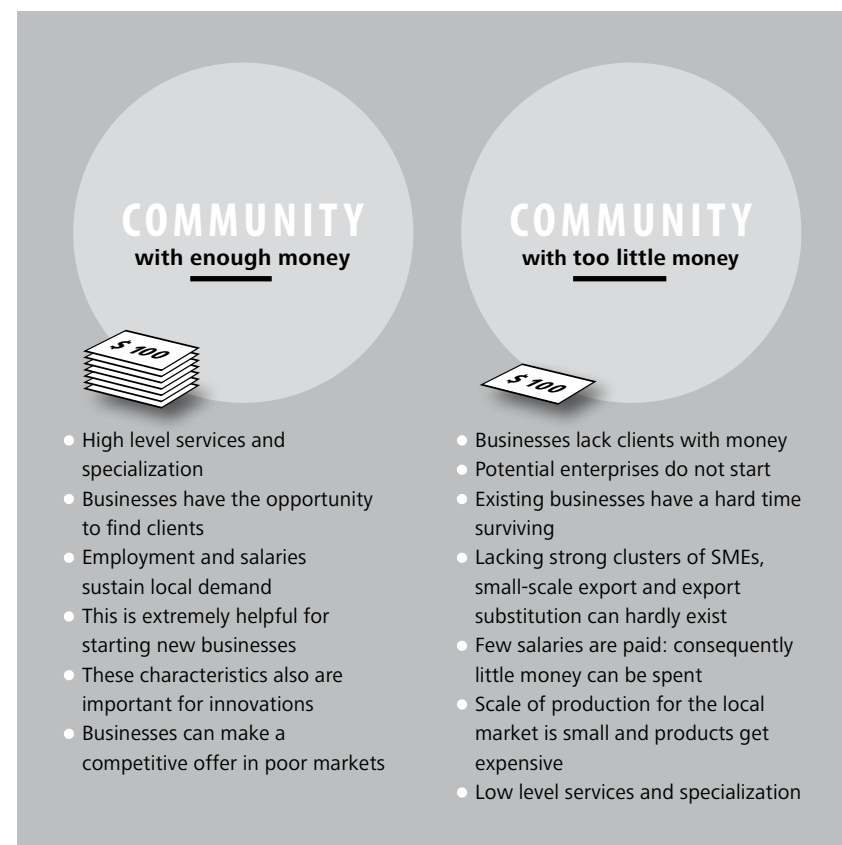 COMMUNITY
with enough money
$ 100
High level services and
specialization
Businesses have the opportunity
to find clients
Employment and salaries
sustain local demand
This is extremely helpful for
starting new businesses
These characteristics also are
important for innovations
Businesses can make a
competitive offer in poor markets
COMMUNITY
with too little money
$ 100
Businesses lack clients with money
Potential enterprises do not start
Existing businesses have a hard time
surviving
Lacking strong clusters of SMEs,
small-scale export and export
substitution can hardly exist
Few salaries are paid: consequently
little money can be spent
Scale of production for the local
market is small and products get
expensive
Low level services and specialization